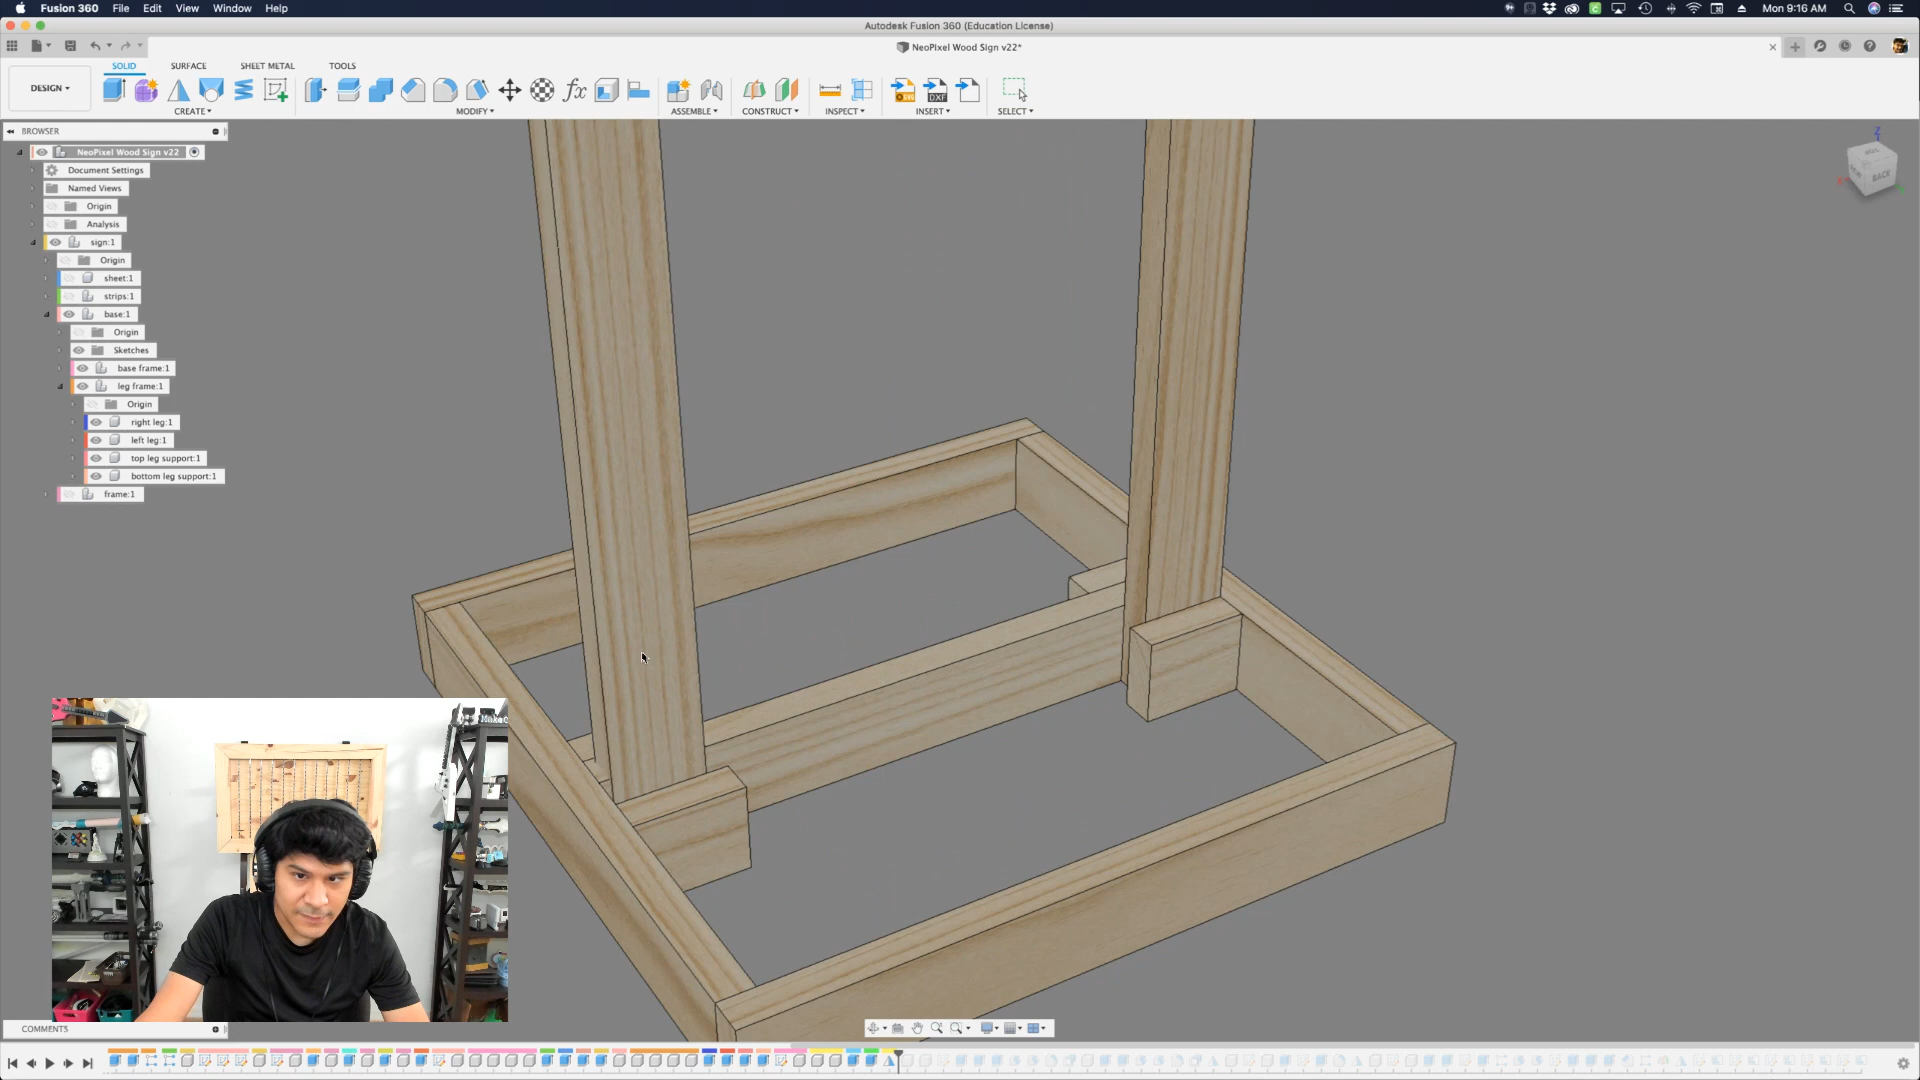 Fusion 360 File Edit View Window Help Mon 9:16 AM
Autodesk Fusion 360 (Education License)
NeoPixel Wood Sign v22*
SOLID SURFACE SHEET METAL TOOLS
DESIGN
CREATE MODIFY ASSEMBLE CONSTRUCT INSPECT INSERT SELECT
BROWSER
NeoPixel Wood Sign v22
Document Settings
Named Views
Origin
Analysis
sign:1
Origin
sheet:1
strips:1
base:1
Origin
Sketches
base frame:1
leg frame:1
Origin
right leg:1
left leg:1
top leg support:1
bottom leg support:1
frame:1
Z
TOP
BACK
COMMENTS